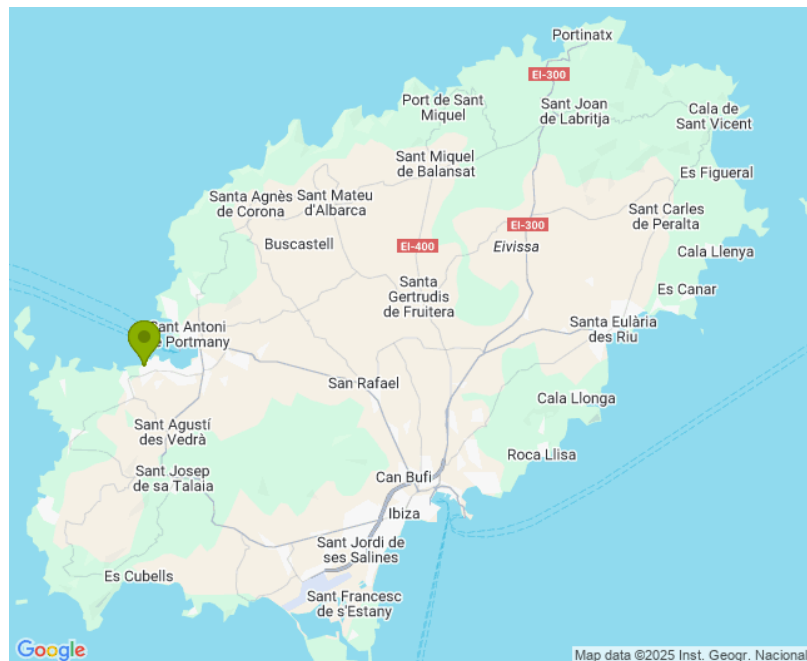 Portinatx
EI-300
Port de Sant
Miquel
Sant Joan
de Labritja
Cala de
Sant Vicent
Sant Miquel
de Balansat
Es Figueral
Santa Agnès
de Corona
Sant Mateu
d'Albarca
Sant Carles
de Peralta
EI-300
Buscastell
EI-400
Eivissa
Cala Llenya
Santa
Gertrudis
de Fruitera
Es Canar
Sant Antoni
de Portmany
Santa Eulària
des Riu
San Rafael
Cala Llonga
Sant Agustí
des Vedrà
Roca Llisa
Sant Josep
de sa Talaia
Can Bufi
Ibiza
Sant Jordi de
ses Salines
Es Cubells
Sant Francesc
de s'Estany
Google
Map data ©2025 Inst. Geogr. Nacional